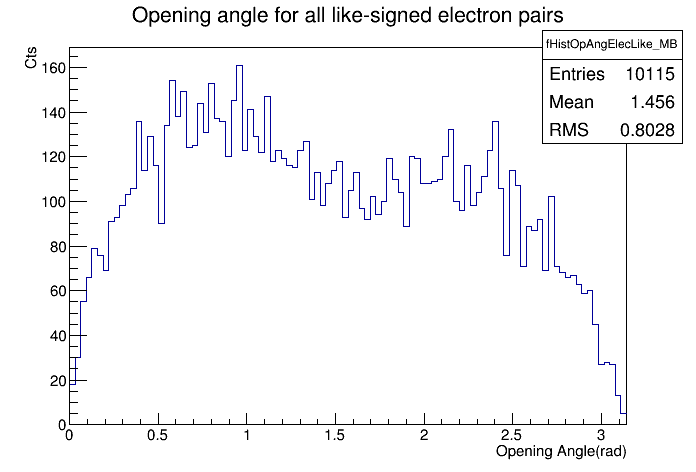 Opening angle for all like-signed electron pairs
fHistOpAngElecLike_MB
Entries 10115
Mean 1.456
RMS 0.8028
Cts
160
140
120
100
80
60
40
20
0
0 0.5 1 1.5 2 2.5 3
Opening Angle(rad)